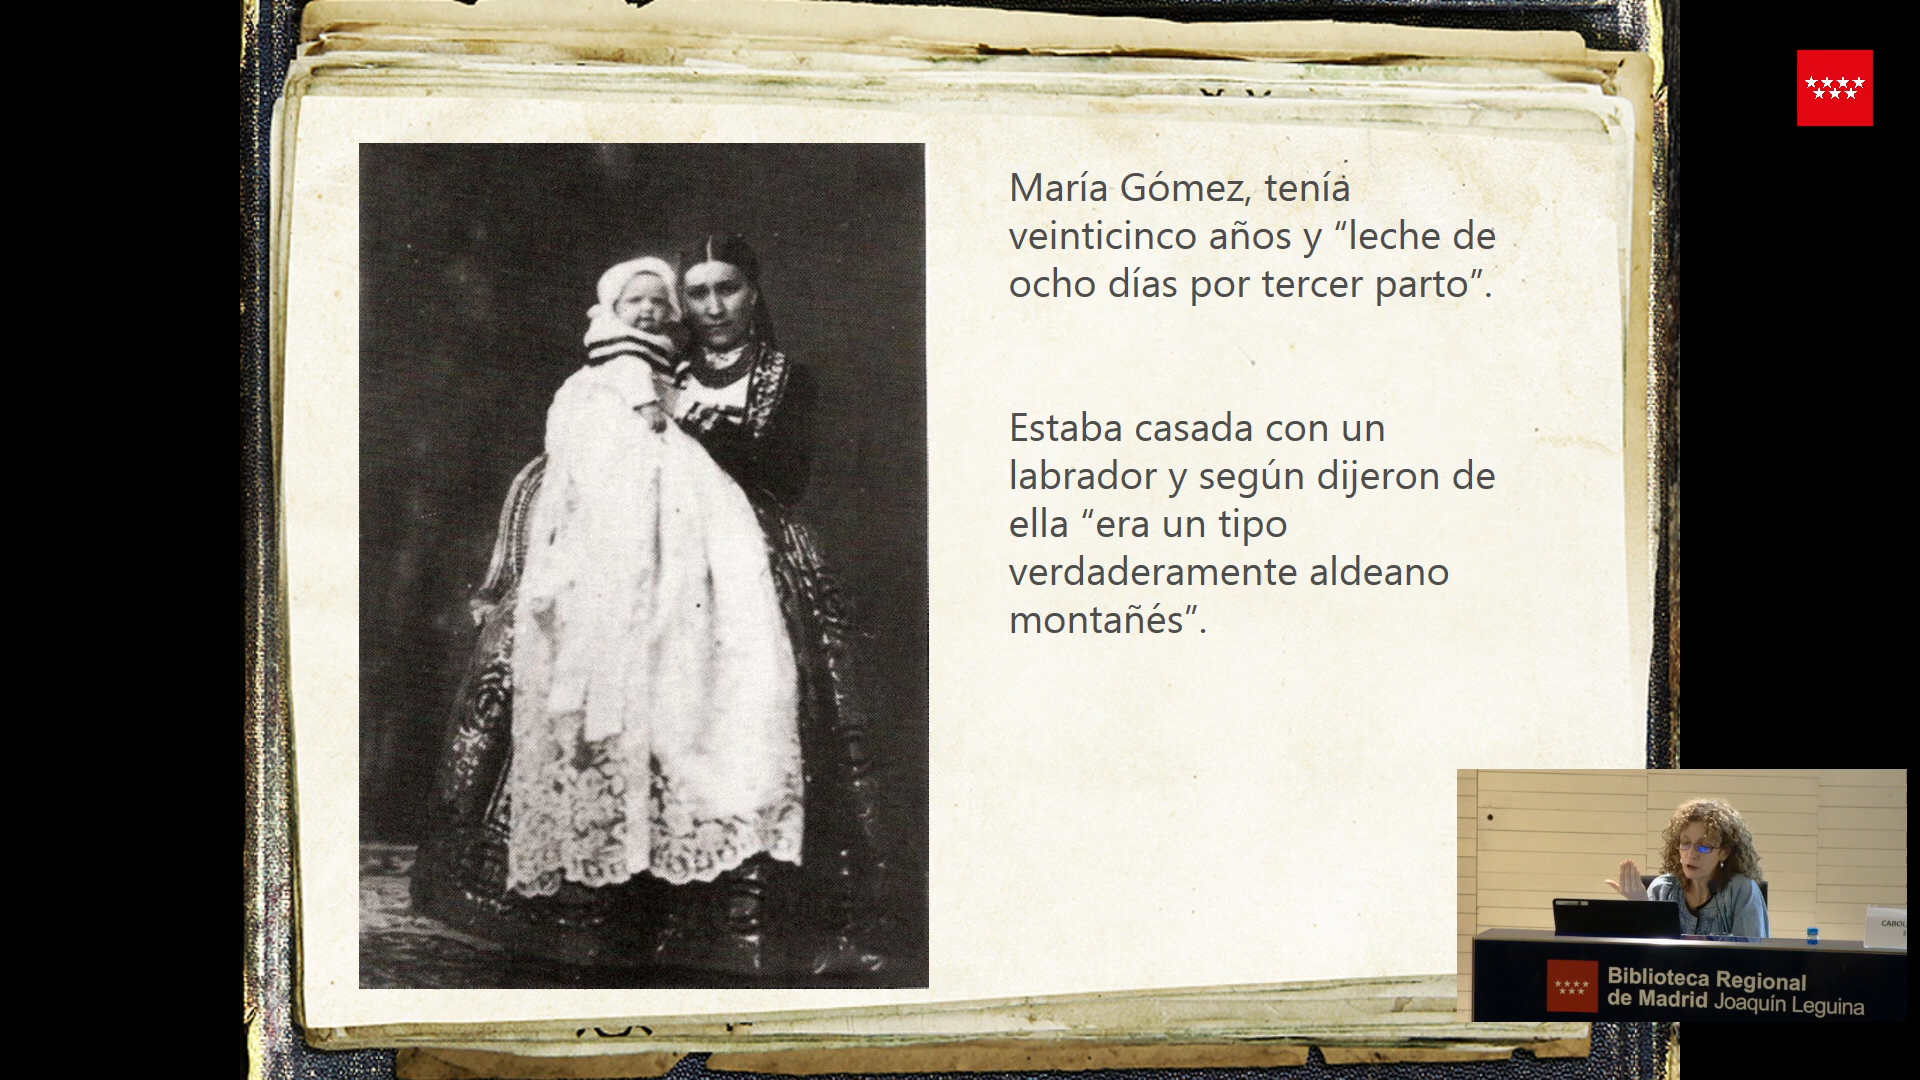 María Gómez, tenía
veinticinco años y “leche de
ocho días por tercer parto”.
Estaba casada con un
labrador y según dijeron de
ella “era un tipo
verdaderamente aldeano
montañés”.
CAROL
Biblioteca Regional
de Madrid Joaquín Leguina